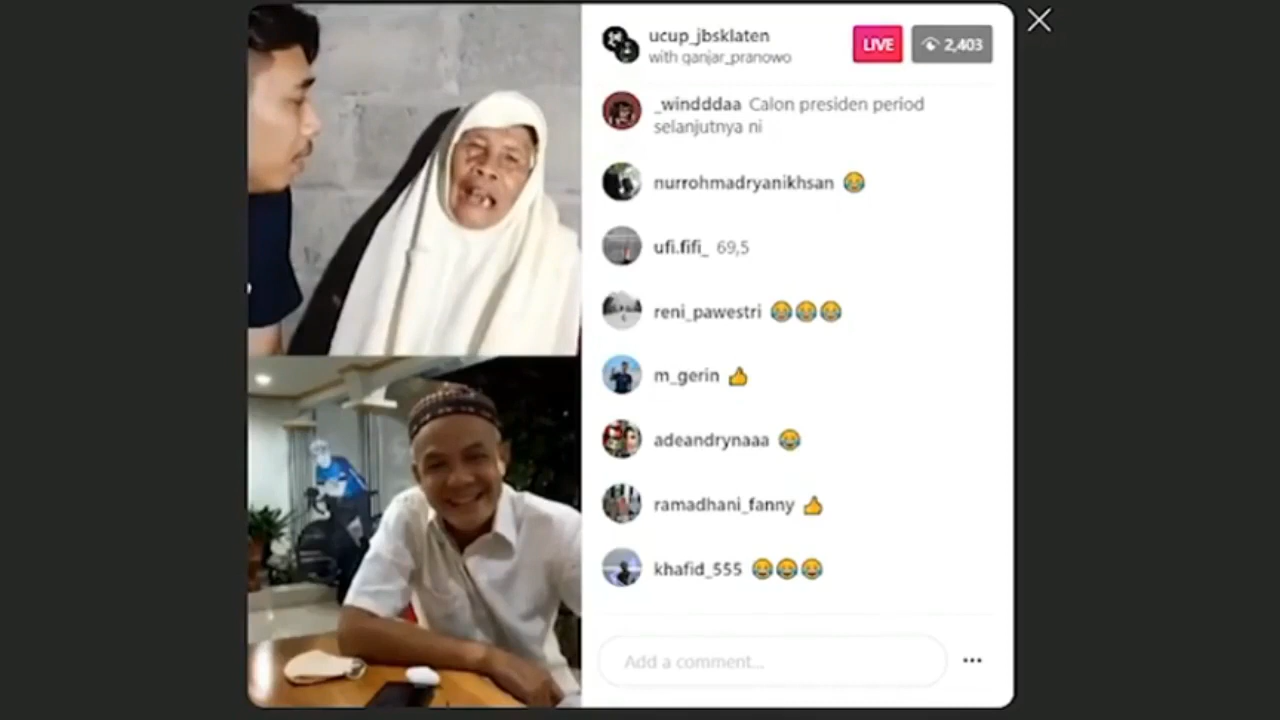 ucup_jbsklaten
with ganjar_pranowo
LIVE
2,403
_windddaa Calon presiden period
selanjutnya ni
nurrohmadryanikhsan 😂
ufi.fifi_ 69,5
reni_pawestri 😂😂😂
m_gerin 👍
adeandrynaaa 😂
ramadhani_fanny 👍
khafid_555 😂😂😂
Add a comment...